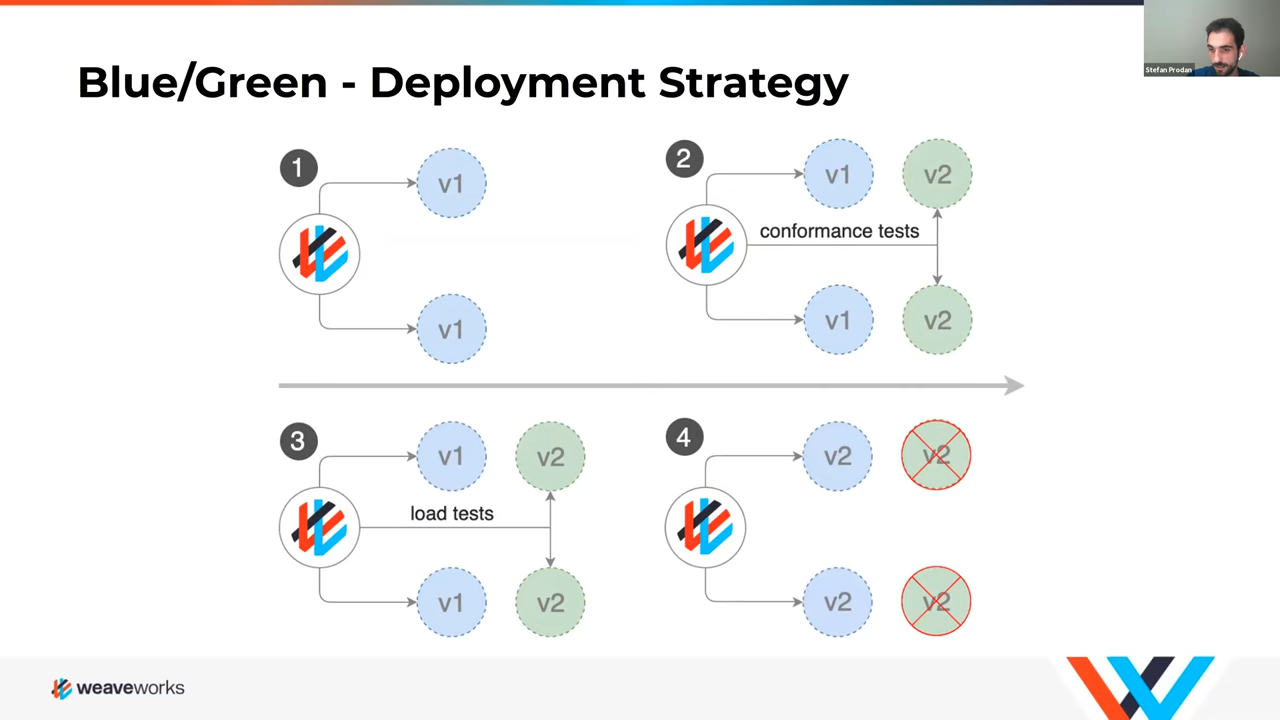 Stefan Prodan
Blue/Green - Deployment Strategy
1
v1
v1
2
v1
v2
conformance tests
v1
v2
3
v1
v2
load tests
v1
v2
4
v2
v2
v2
v2
weaveworks